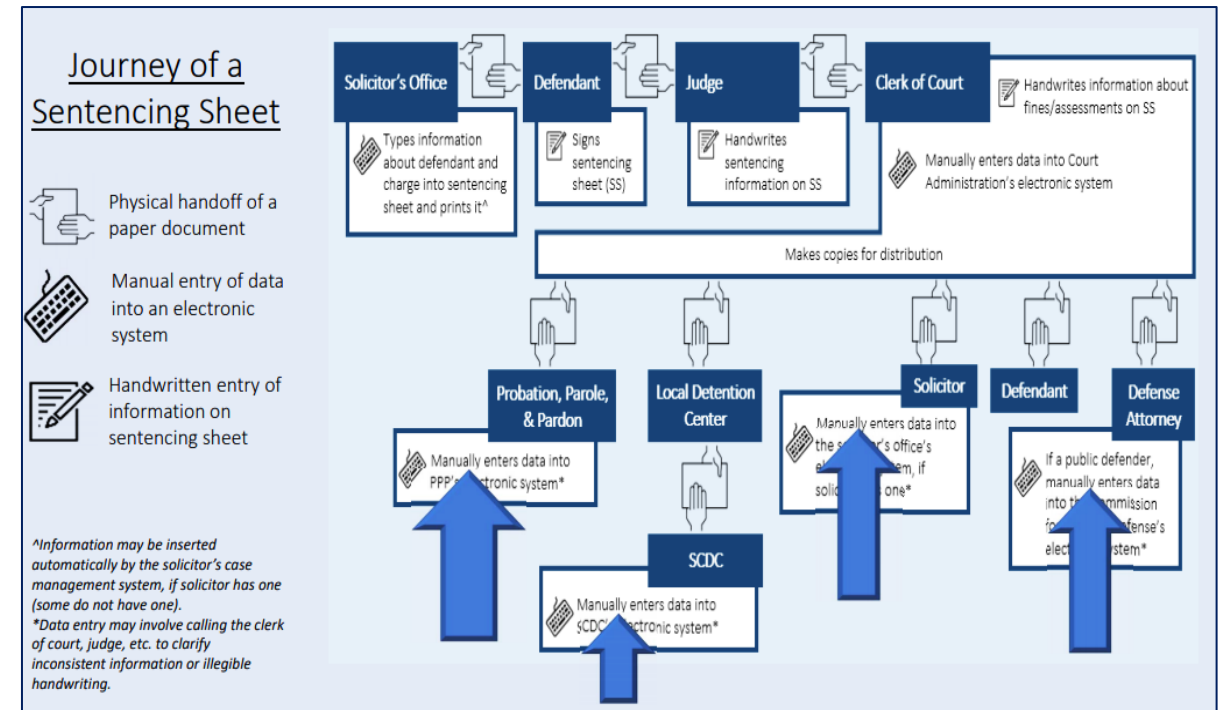 Journey of a
Sentencing Sheet
Physical handoff of a
paper document
Manual entry of data
into an electronic
system
Handwritten entry of
information on
sentencing sheet
^Information may be inserted
automatically by the solicitor's case
management system, if solicitor has one
(some do not have one).
*Data entry may involve calling the clerk
of court, judge, etc. to clarify
inconsistent information or illegible
handwriting.
Solicitor's Office
Types information
about defendant and
charge into sentencing
sheet and prints it^
Defendant
Signs
sentencing
sheet (SS)
Judge
Handwrites
sentencing
information on SS
Clerk of Court
Handwrites information about
fines/assessments on SS
Manually enters data into Court
Administration's electronic system
Makes copies for distribution
Probation, Parole,
& Pardon
Manually enters data into
system*
Local Detention
Center
SCDC
Manually enters data into
system*
Solicitor
Manually enters data into
the office's
if
one*
Defendant
Defense
Attorney
If a public defender,
manually enters data
into